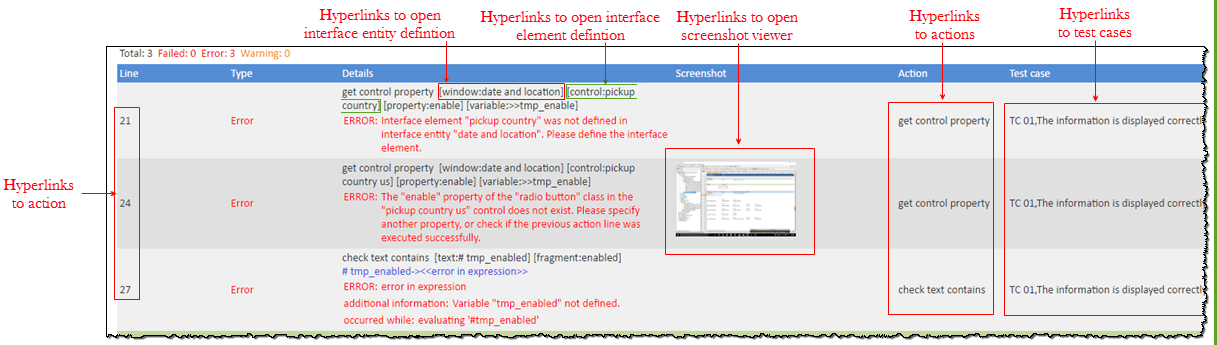 Hyperlinks to open
interface entity defintion
Hyperlinks to open interface
element defintion
Hyperlinks to open
screenshot viewer
Hyperlinks
to actions
Hyperlinks
to test cases
Total: 3 Failed: 0 Error: 3 Warning: 0
Line Type Details Screenshot Action Test case
get control property [window:date and location] [control:pickup
country] [property:enable] [variable:>>tmp_enable]
21 Error ERROR: Interface element "pickup country" was not defined in get control property TC 01,The information is displayed correctl
interface entity "date and location". Please define the interface
element.
Hyperlinks
to action
get control property [window:date and location] [control:pickup
country us] [property:enable] [variable:>>tmp_enable]
24 Error ERROR: The "enable" property of the "radio button" class in the get control property TC 01,The information is displayed correctl
"pickup country us" control does not exist. Please specify
another property, or check if the previous action line was
executed successfully.
check text contains [text:# tmp_enabled] [fragment:enabled]
# tmp_enabled-><<error in expression>>
27 Error ERROR: error in expression check text contains TC 01,The information is displayed correctl
additional information: Variable "tmp_enabled" not defined.
occurred while: evaluating '#tmp_enabled'